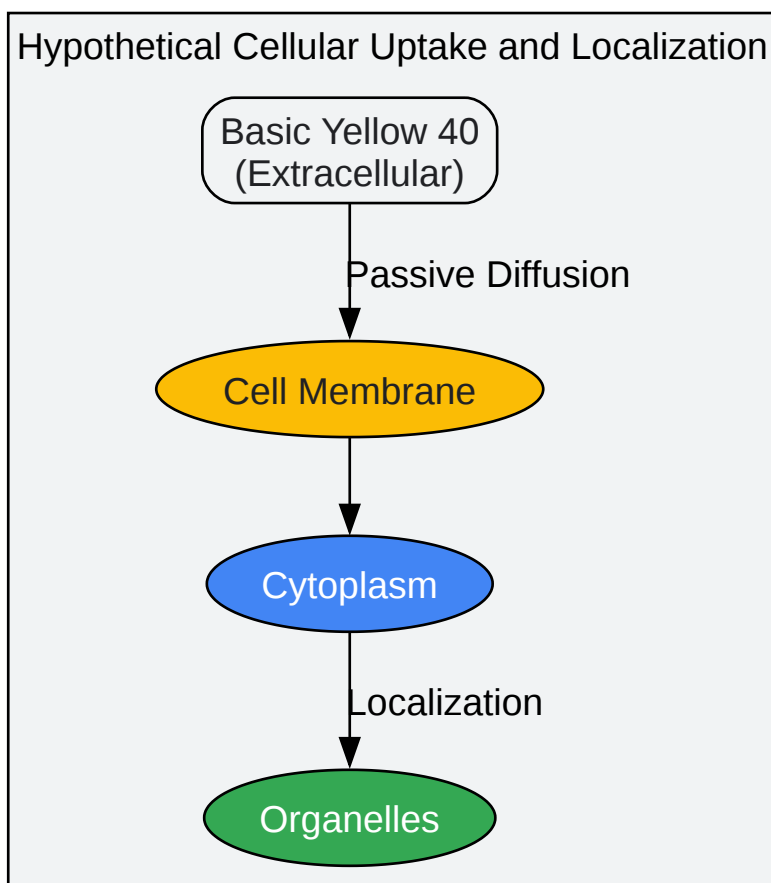 Hypothetical Cellular Uptake and Localization
Basic Yellow 40
(Extracellular)
Passive Diffusion
Cell Membrane
Cytoplasm
Localization
Organelles